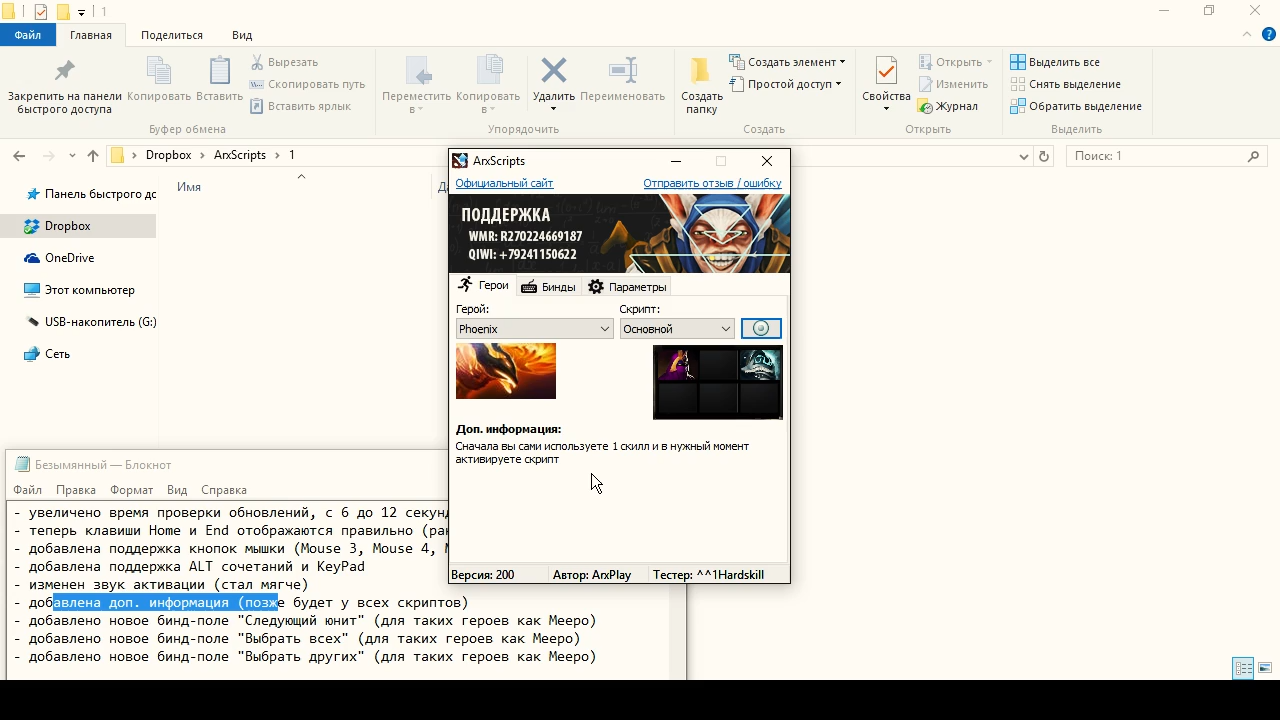 1
Файл
Главная
Поделиться
Вид
Закрепить на панели быстрого доступа
Копировать
Вставить
Вырезать
Скопировать путь
Вставить ярлык
Буфер обмена
Переместить в
Копировать в
Удалить
Переименовать
Упорядочить
Создать папку
Создать элемент
Простой доступ
Создать
Свойства
Открыть
Изменить
Журнал
Открыть
Выделить все
Снять выделение
Обратить выделение
Выделить
Dropbox
ArxScripts
1
Поиск: 1
Имя
Панель быстрого дс
Dropbox
OneDrive
Этот компьютер
USB-накопитель (G:)
Сеть
ArxScripts
Официальный сайт
Отправить отзыв / ошибку
ПОДДЕРЖКА
WMR: R270224669187
QIWI: +79241150622
Герои
Бинды
Параметры
Герой:
Скрипт:
Phoenix
Основной
Доп. информация:
Сначала вы сами используете 1 скилл и в нужный момент
активируете скрипт
Версия: 200
Автор: ArxPlay
Тестер: ^^1Hardskill
Безымянный — Блокнот
Файл
Правка
Формат
Вид
Справка
- увеличено время проверки обновлений, с 6 до 12 секунд
- теперь клавиши Home и End отображаются правильно (ра
- добавлена поддержка кнопок мышки (Mouse 3, Mouse 4,
- добавлена поддержка ALT сочетаний и KeyPad
- изменен звук активации (стал мягче)
- добавлена доп. информация (позже будет у всех скриптов)
- добавлено новое бинд-поле "Следующий юнит" (для таких героев как Мееро)
- добавлено новое бинд-поле "Выбрать всех" (для таких героев как Мееро)
- добавлено новое бинд-поле "Выбрать других" (для таких героев как Мееро)